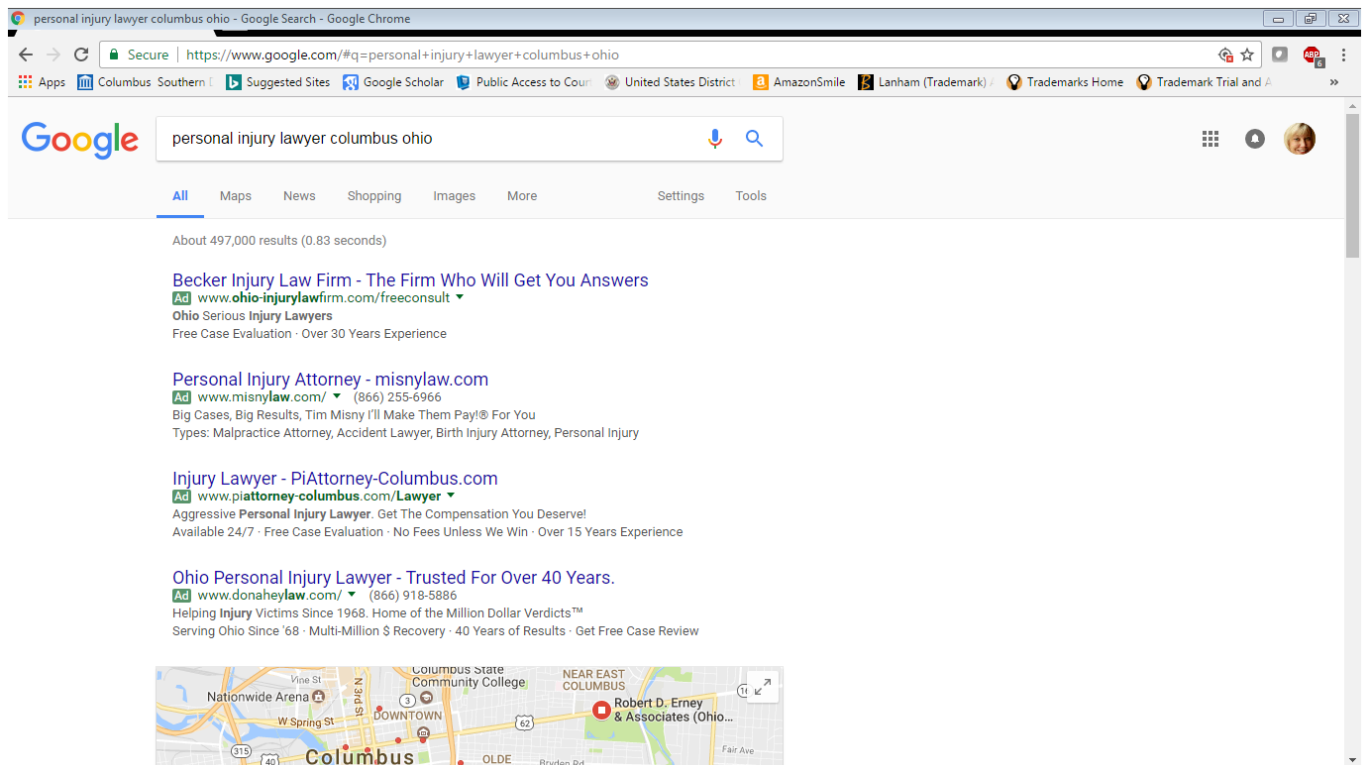 personal injury lawyer columbus ohio - Google Search - Google Chrome
Secure https://www.google.com/#q=personal+injury+lawyer+columbus+ohio
ABP
6
Apps Columbus Southern Suggested Sites Google Scholar Public Access to Cour United States District AmazonSmile Lanham (Trademark) Trademarks Home Trademark Trial and A »
Google personal injury lawyer columbus ohio
All Maps News Shopping Images More Settings Tools
About 497,000 results (0.83 seconds)
Becker Injury Law Firm - The Firm Who Will Get You Answers
Ad www.ohio-injurylawfirm.com/freeconsult
Ohio Serious Injury Lawyers
Free Case Evaluation · Over 30 Years Experience
Personal Injury Attorney - misnylaw.com
Ad www.misnylaw.com/ (866) 255-6966
Big Cases, Big Results, Tim Misny I'll Make Them Pay!® For You
Types: Malpractice Attorney, Accident Lawyer, Birth Injury Attorney, Personal Injury
Injury Lawyer - PiAttorney-Columbus.com
Ad www.piattorney-columbus.com/Lawyer
Aggressive Personal Injury Lawyer. Get The Compensation You Deserve!
Available 24/7 · Free Case Evaluation · No Fees Unless We Win · Over 15 Years Experience
Ohio Personal Injury Lawyer - Trusted For Over 40 Years.
Ad www.donaheylaw.com/ (866) 918-5886
Helping Injury Victims Since 1968. Home of the Million Dollar Verdicts™
Serving Ohio Since '68 · Multi-Million $ Recovery · 40 Years of Results · Get Free Case Review
Columbus State
Community College
Vine St
NEAR EAST
COLUMBUS
Nationwide Arena
N 3rd St
3
16
Robert D. Erney
& Associates (Ohio...
DOWNTOWN
W Spring St
62
315
40
Columbus
OLDE
Bryden Rd
Fair Ave